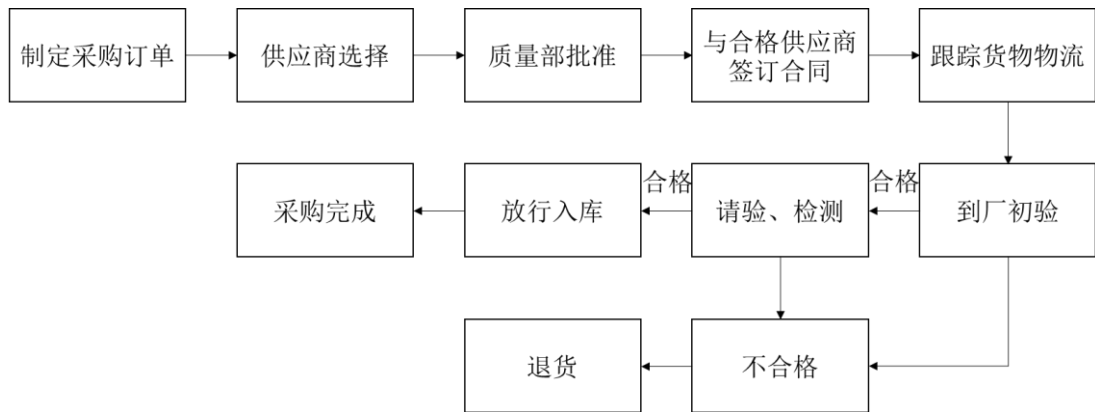 制定采购订单
供应商选择
质量部批准
与合格供应商
签订合同
跟踪货物物流
采购完成
合格
放行入库
请验、检测
合格
到厂初验
退货
不合格